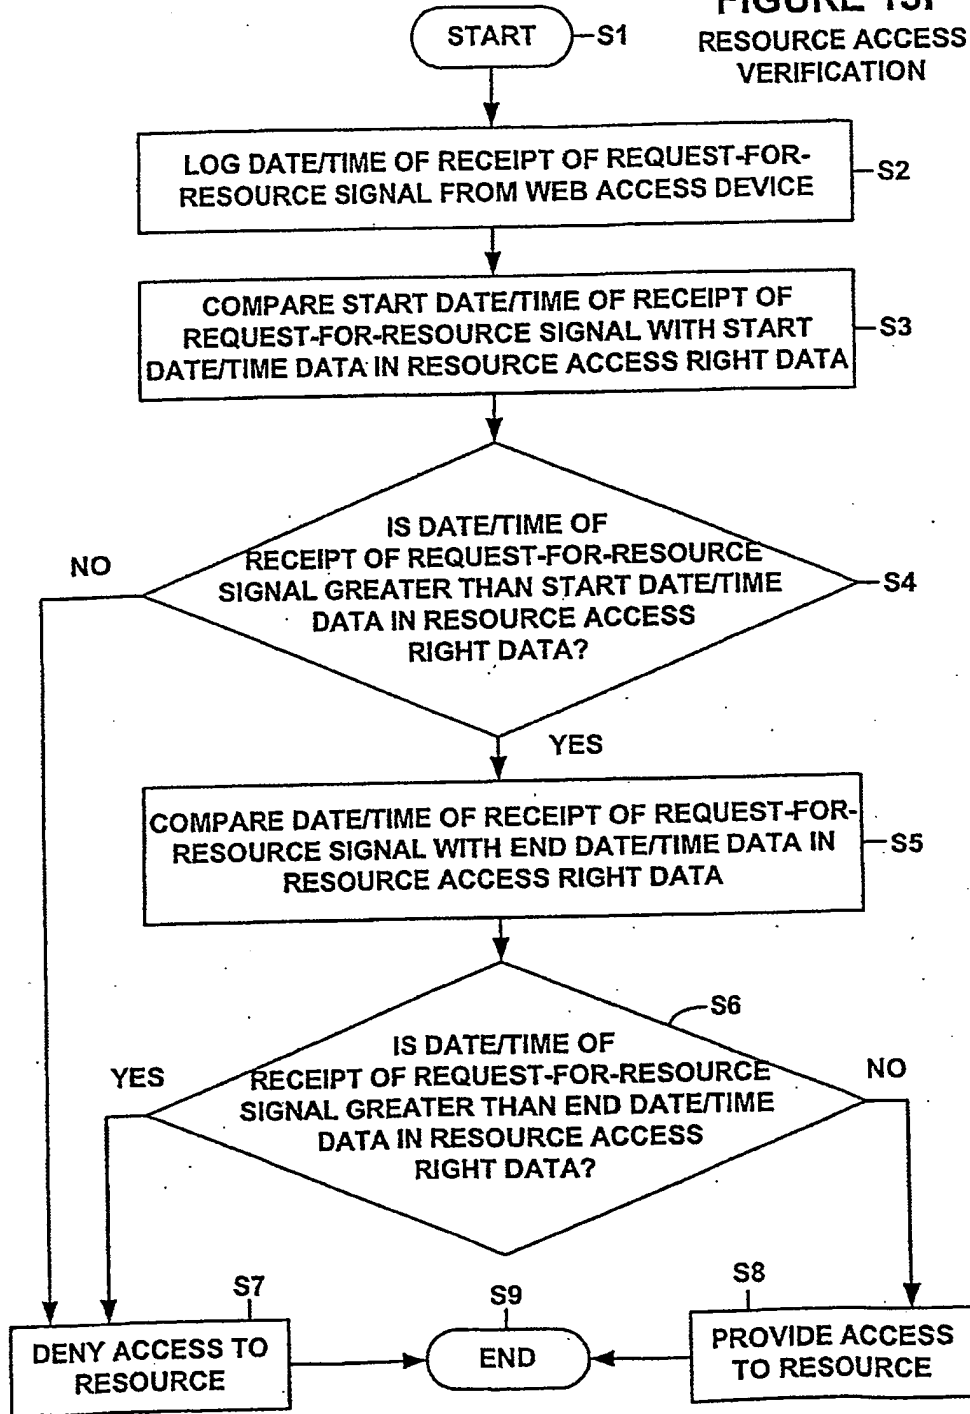 FIGURE 15F
RESOURCE ACCESS
VERIFICATION
START
S1
LOG DATE/TIME OF RECEIPT OF REQUEST-FOR-
RESOURCE SIGNAL FROM WEB ACCESS DEVICE
S2
COMPARE START DATE/TIME OF RECEIPT OF
REQUEST-FOR-RESOURCE SIGNAL WITH START
DATE/TIME DATA IN RESOURCE ACCESS RIGHT DATA
S3
IS DATE/TIME OF
RECEIPT OF REQUEST-FOR-RESOURCE
SIGNAL GREATER THAN START DATE/TIME
DATA IN RESOURCE ACCESS
RIGHT DATA?
S4
NO
YES
COMPARE DATE/TIME OF RECEIPT OF REQUEST-FOR-
RESOURCE SIGNAL WITH END DATE/TIME DATA IN
RESOURCE ACCESS RIGHT DATA
S5
S6
IS DATE/TIME OF
RECEIPT OF REQUEST-FOR-RESOURCE
SIGNAL GREATER THAN END DATE/TIME
DATA IN RESOURCE ACCESS
RIGHT DATA?
YES
NO
S7
DENY ACCESS TO
RESOURCE
S9
END
S8
PROVIDE ACCESS
TO RESOURCE